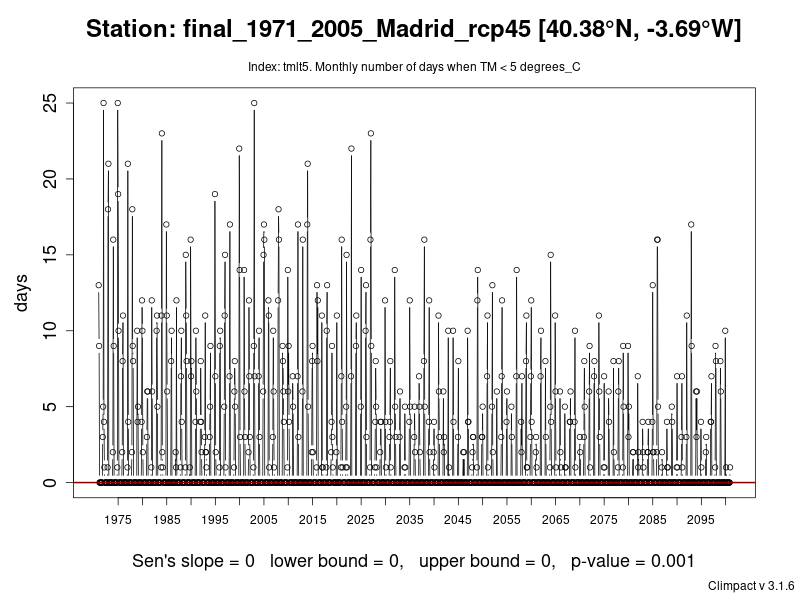 Station: final_1971_2005_Madrid_rcp45 [40.38°N, -3.69°W]
Index: tmlt5. Monthly number of days when TM < 5 degrees_C
25
20
15
10
5
0
days
1975 1985 1995 2005 2015 2025 2035 2045 2055 2065 2075 2085 2095
Sen's slope = 0 lower bound = 0, upper bound = 0, p-value = 0.001
Climpact v 3.1.6